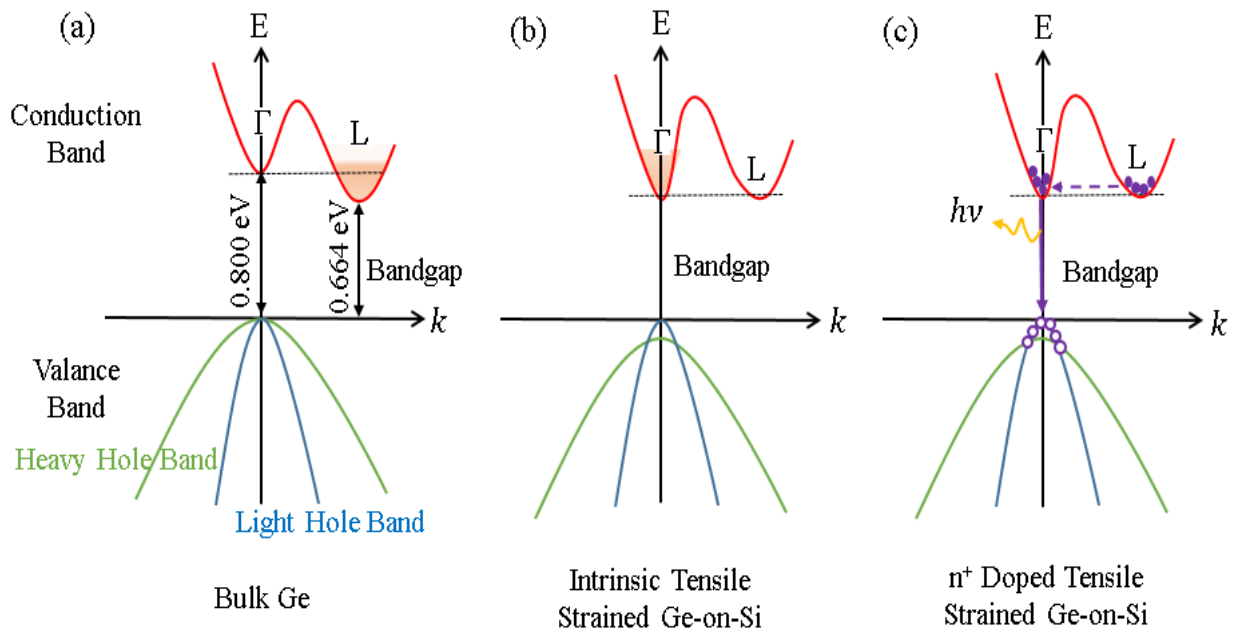 (a)
E
Conduction
Band
Γ
L
0.800 eV
0.664 eV
Bandgap
k
Valance
Band
Heavy Hole Band
Light Hole Band
Bulk Ge
(b)
E
Γ
L
Bandgap
k
Intrinsic Tensile
Strained Ge-on-Si
(c)
E
Γ
L
hν
Bandgap
k
n⁺ Doped Tensile
Strained Ge-on-Si